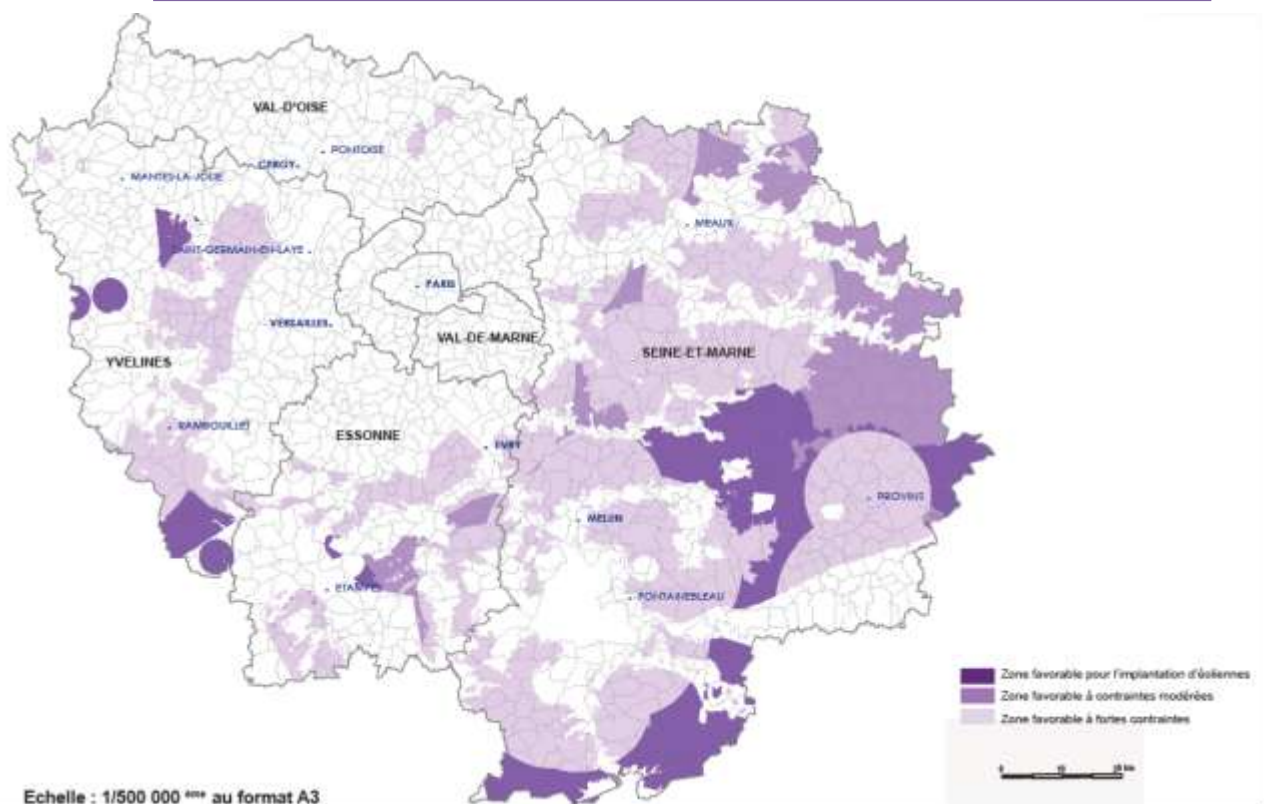 VAL-D'OISE
PONTOISE
CERGY
MANTES-LA-JOLIE
MEAUX
SAINT-GERMAIN-EN-LAYE
PARIS
VERSAILLES
VAL-DE-MARNE
SEINE-ET-MARNE
YVELINES
RAMBOUILLET
ESSONNE
EVRY
PROVINS
MELUN
ETAMPES
FONTAINEBLEAU
Zone favorable pour l'implantation d'éoliennes
Zone favorable à contraintes modérées
Zone favorable à fortes contraintes
0
Echelle : 1/500 000 ème au format A3